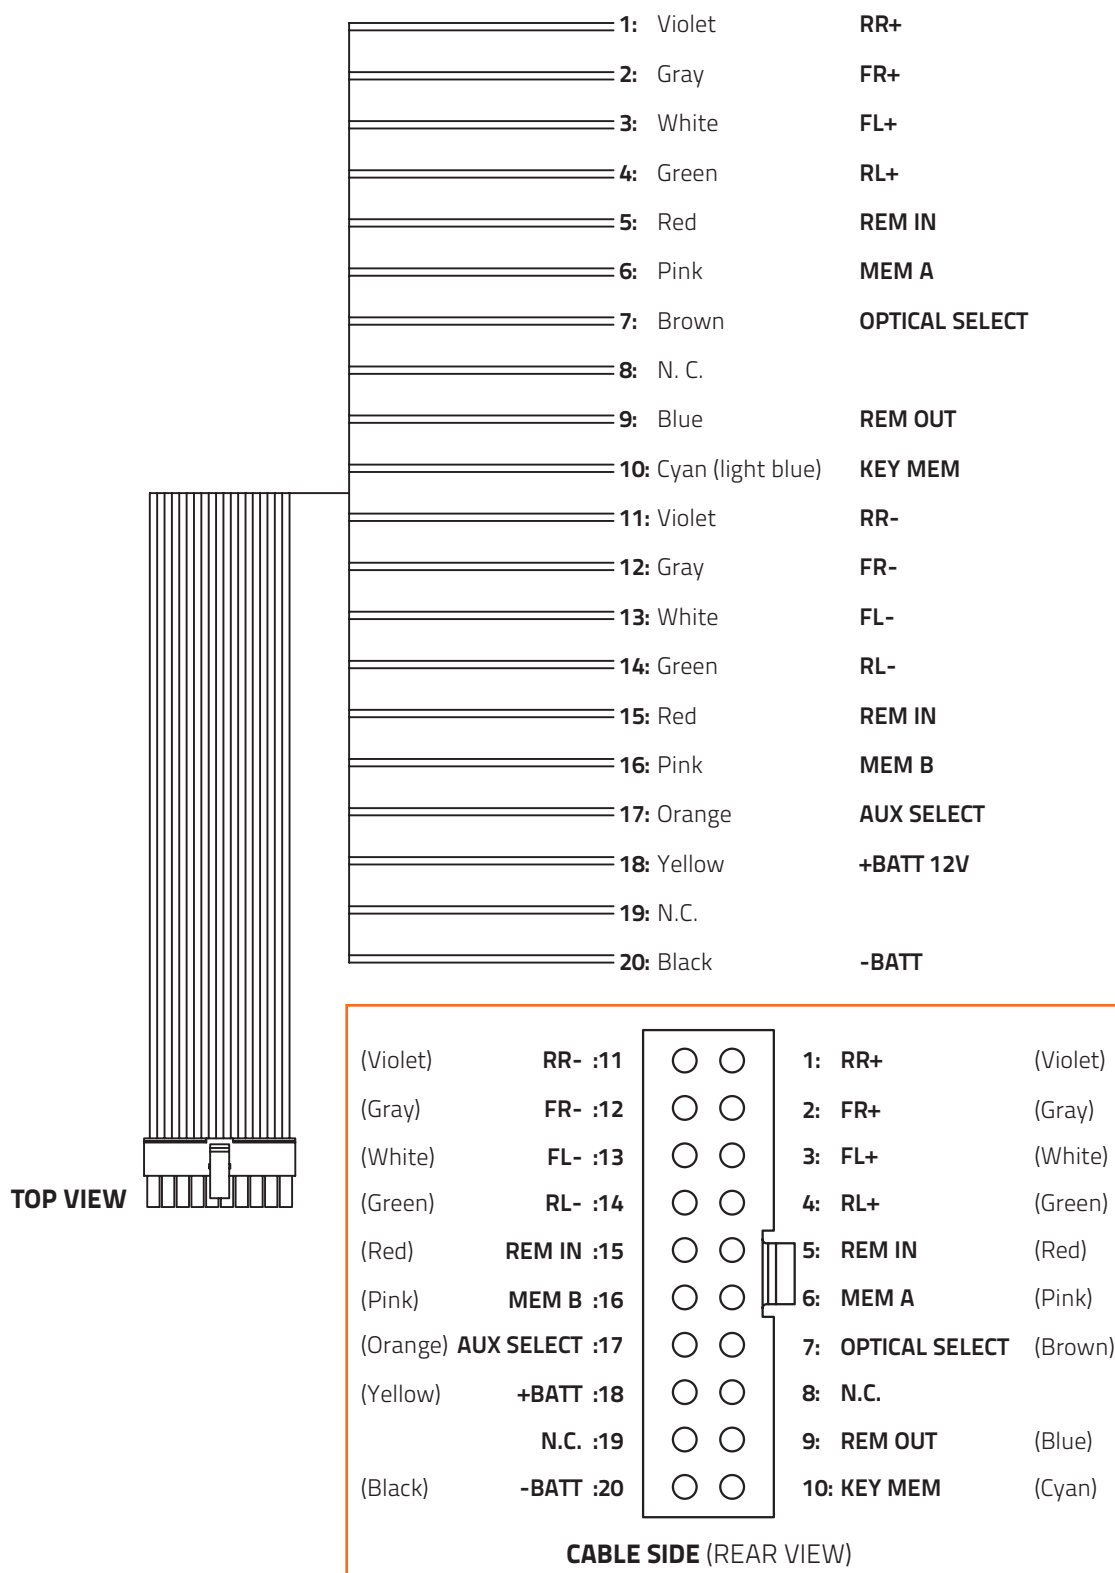 1: Violet RR+
2: Gray FR+
3: White FL+
4: Green RL+
5: Red REM IN
6: Pink MEM A
7: Brown OPTICAL SELECT
8: N. C.
9: Blue REM OUT
10: Cyan (light blue) KEY MEM
11: Violet RR-
12: Gray FR-
13: White FL-
14: Green RL-
15: Red REM IN
16: Pink MEM B
17: Orange AUX SELECT
18: Yellow +BATT 12V
19: N.C.
20: Black -BATT
TOP VIEW
(Violet) RR- :11 1: RR+ (Violet)
(Gray) FR- :12 2: FR+ (Gray)
(White) FL- :13 3: FL+ (White)
(Green) RL- :14 4: RL+ (Green)
(Red) REM IN :15 5: REM IN (Red)
(Pink) MEM B :16 6: MEM A (Pink)
(Orange) AUX SELECT :17 7: OPTICAL SELECT (Brown)
(Yellow) +BATT :18 8: N.C.
N.C. :19 9: REM OUT (Blue)
(Black) -BATT :20 10: KEY MEM (Cyan)
CABLE SIDE (REAR VIEW)